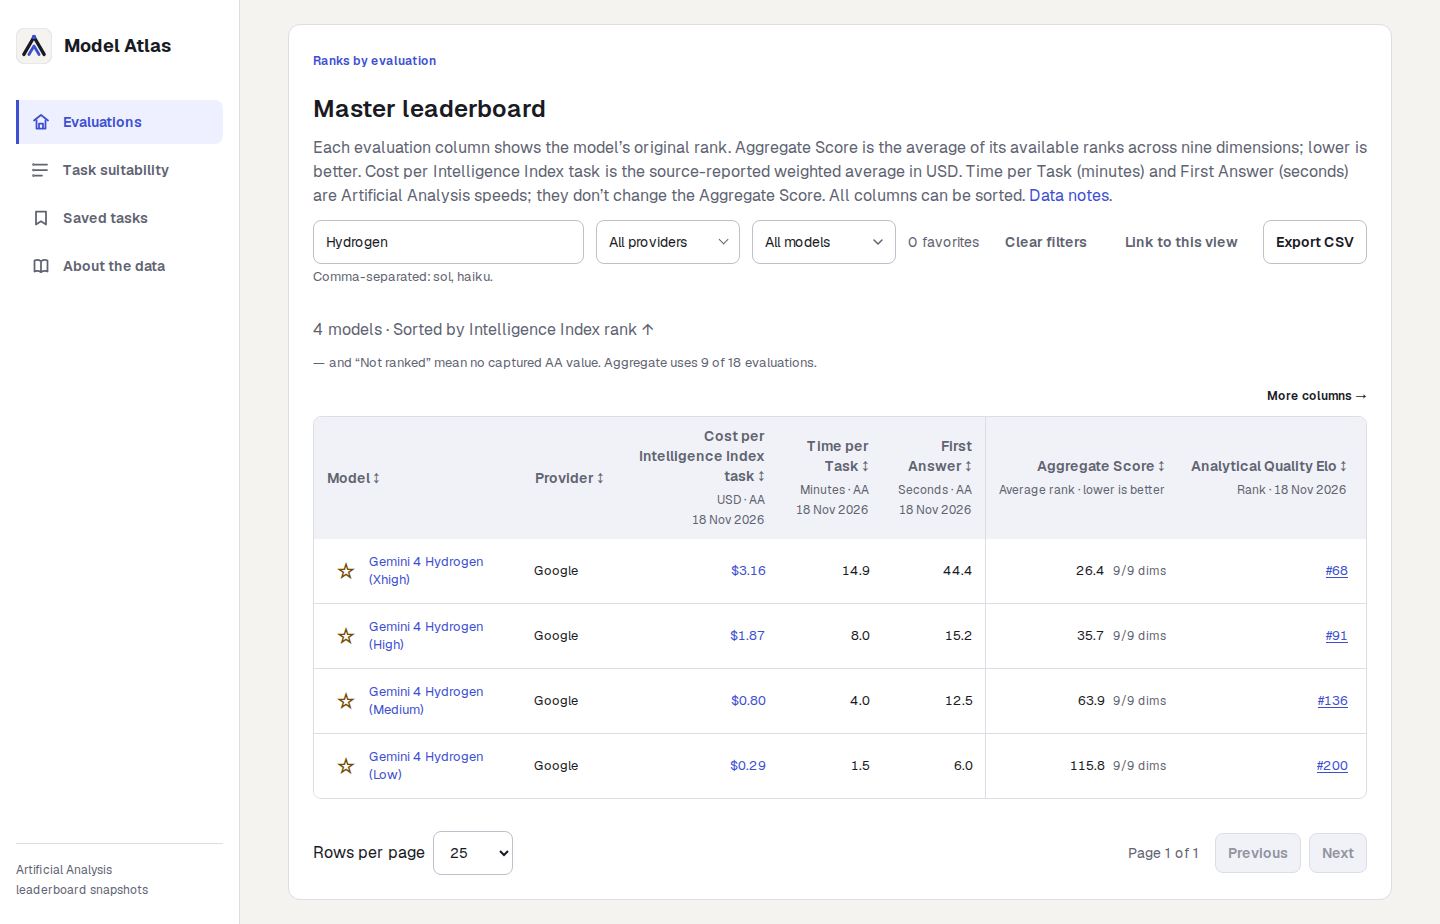 Model Atlas
Evaluations
Task suitability
Saved tasks
About the data
Artificial Analysis
leaderboard snapshots
Ranks by evaluation
Master leaderboard
Each evaluation column shows the model’s original rank. Aggregate Score is the average of its available ranks across nine dimensions; lower is
better. Cost per Intelligence Index task is the source-reported weighted average in USD. Time per Task (minutes) and First Answer (seconds)
are Artificial Analysis speeds; they don’t change the Aggregate Score. All columns can be sorted. Data notes.
Hydrogen All providers All models 0 favorites Clear filters Link to this view Export CSV
Comma-separated: sol, haiku.
4 models · Sorted by Intelligence Index rank ↑
— and “Not ranked” mean no captured AA value. Aggregate uses 9 of 18 evaluations.
More columns →
Model ↕
Provider ↕
Cost per
Intelligence Index
task ↕
USD · AA
18 Nov 2026
Time per
Task ↕
Minutes · AA
18 Nov 2026
First
Answer ↕
Seconds · AA
18 Nov 2026
Aggregate Score ↕
Average rank · lower is better
Analytical Quality Elo ↕
Rank · 18 Nov 2026
Gemini 4 Hydrogen
(Xhigh)
Google $3.16 14.9 44.4 26.4 9/9 dims #68
Gemini 4 Hydrogen
(High)
Google $1.87 8.0 15.2 35.7 9/9 dims #91
Gemini 4 Hydrogen
(Medium)
Google $0.80 4.0 12.5 63.9 9/9 dims #136
Gemini 4 Hydrogen
(Low)
Google $0.29 1.5 6.0 115.8 9/9 dims #200
Rows per page 25 Page 1 of 1 Previous Next